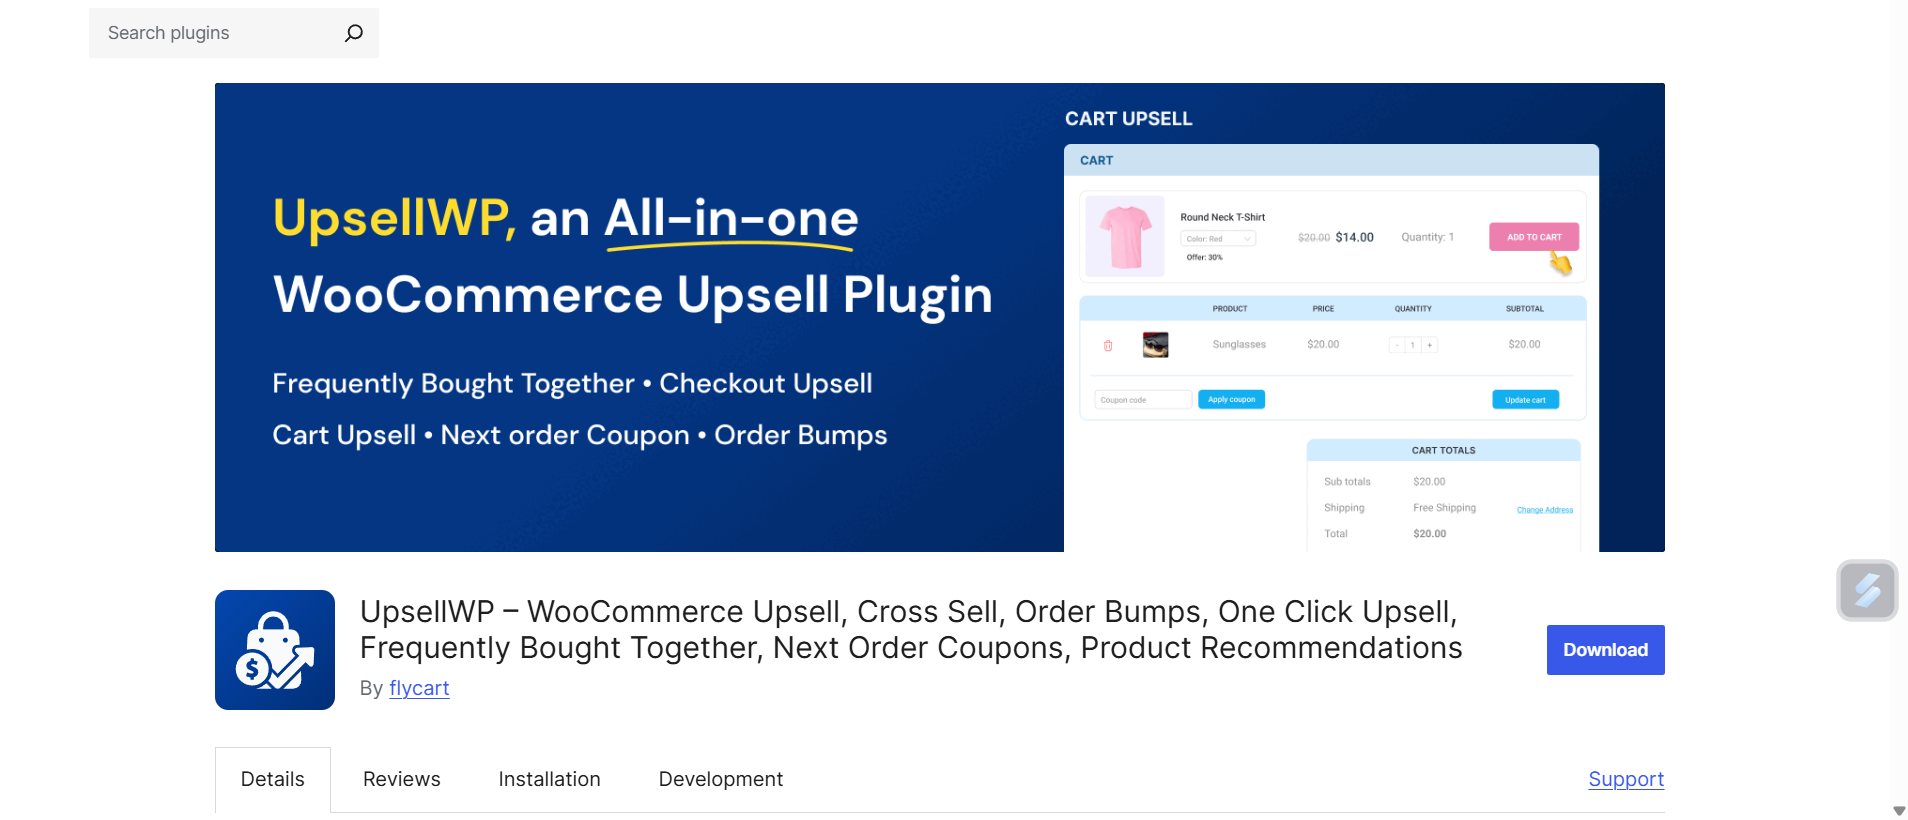 Search plugins
UpsellWP, an All-in-one
WooCommerce Upsell Plugin
Frequently Bought Together • Checkout Upsell
Cart Upsell • Next order Coupon • Order Bumps
CART UPSELL
CART
Round Neck T-Shirt
Color: Red
Offer: 30%
$20.00 $14.00
Quantity: 1
ADD TO CART
PRODUCT PRICE QUANTITY SUBTOTAL
Sunglasses $20.00 - 1 + $20.00
Coupon code Apply coupon Update cart
CART TOTALS
Sub totals $20.00
Shipping Free Shipping Change Address
Total $20.00
$
UpsellWP – WooCommerce Upsell, Cross Sell, Order Bumps, One Click Upsell,
Frequently Bought Together, Next Order Coupons, Product Recommendations
By flycart
Download
Details Reviews Installation Development Support